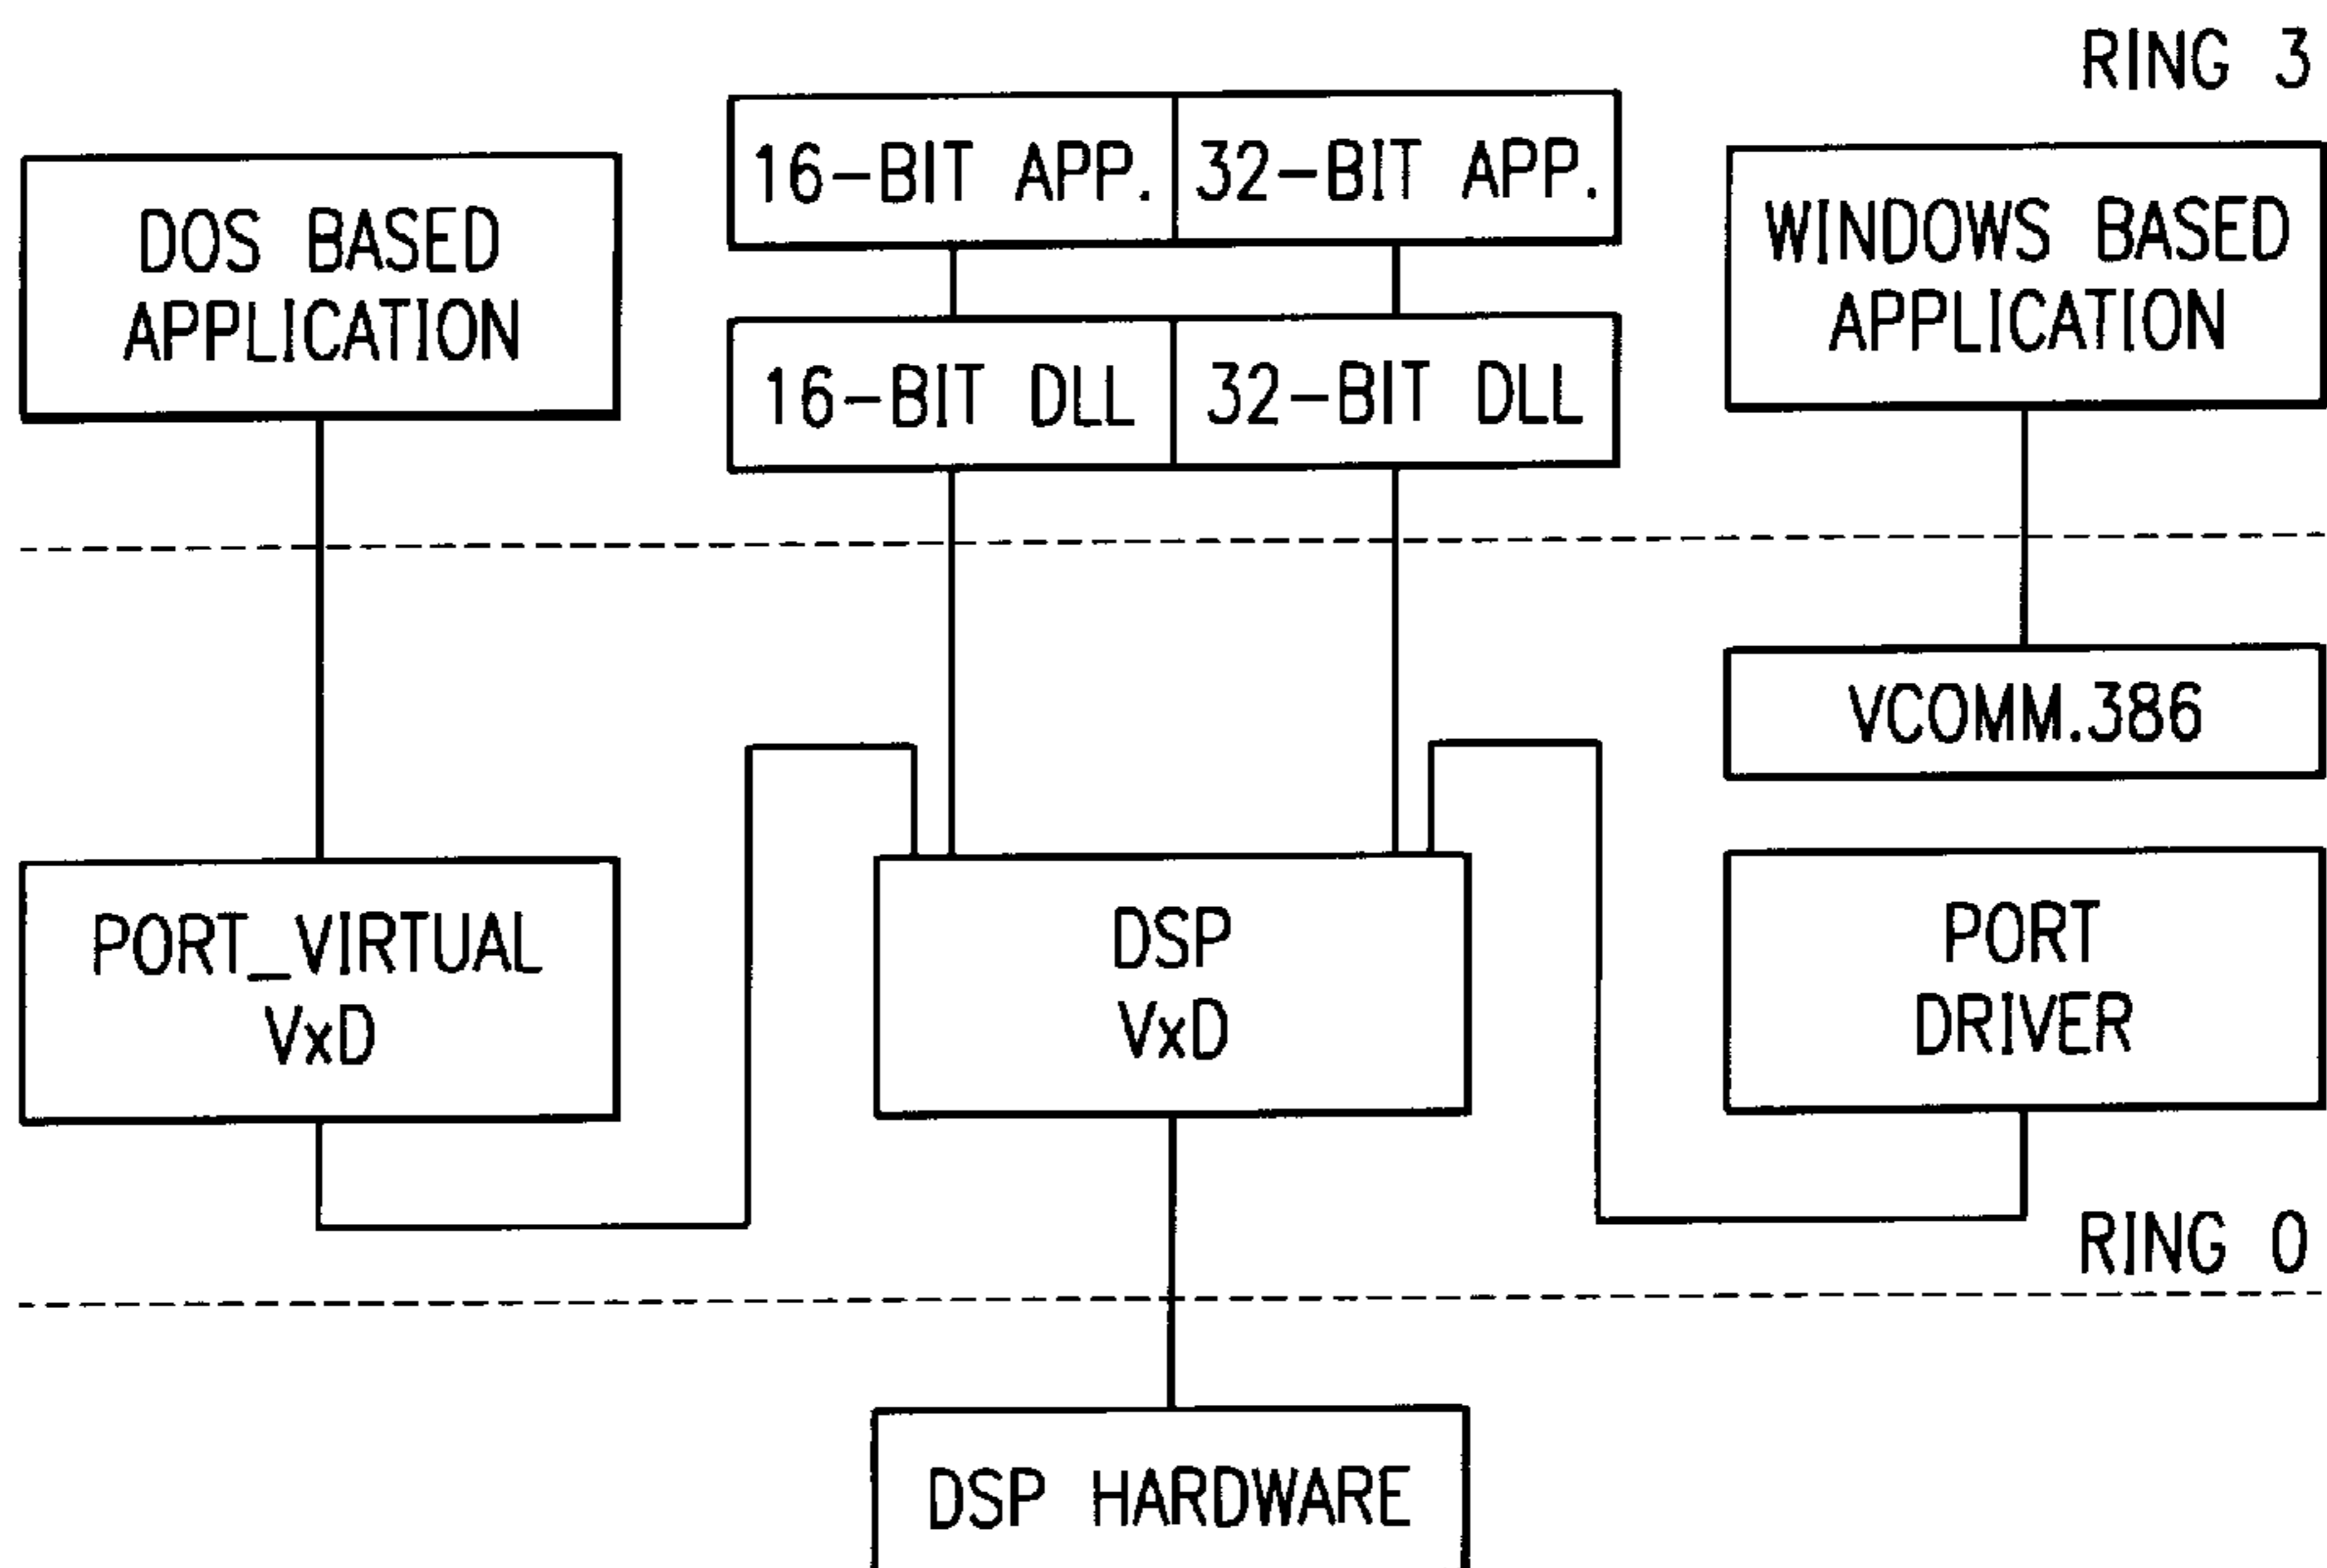 RING 3
16-BIT APP. 32-BIT APP.
DOS BASED
APPLICATION
WINDOWS BASED
APPLICATION
16-BIT DLL 32-BIT DLL
VCOMM.386
PORT_VIRTUAL
VxD
DSP
VxD
PORT
DRIVER
RING 0
DSP HARDWARE